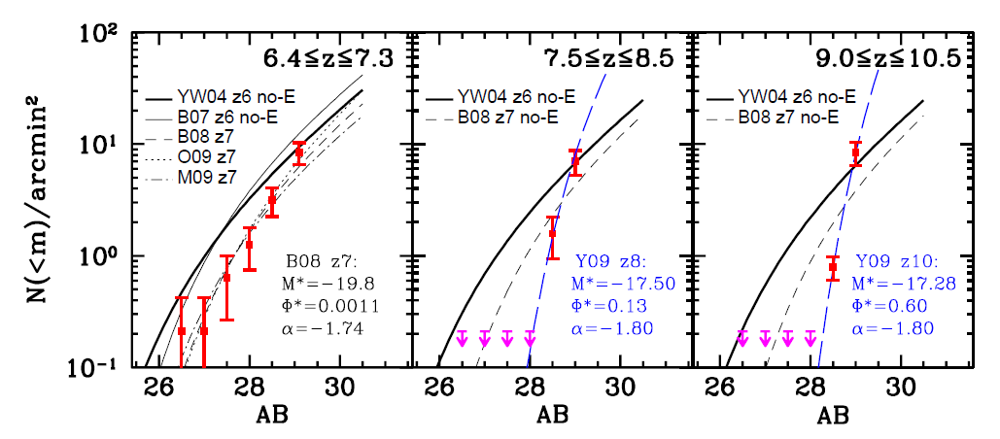 N(<m)/arcmin²
10²
10¹
10⁰
10⁻¹
6.4≦z≦7.3
YW04 z6 no-E
B07 z6 no-E
B08 z7
O09 z7
M09 z7
B08 z7:
M*=−19.8
Φ*=0.0011
α=−1.74
26 28 30
AB
7.5≦z≦8.5
YW04 z6 no-E
B08 z7 no-E
Y09 z8:
M*=−17.50
Φ*=0.13
α=−1.80
26 28 30
AB
9.0≦z≦10.5
YW04 z6 no-E
B08 z7 no-E
Y09 z10:
M*=−17.28
Φ*=0.60
α=−1.80
26 28 30
AB